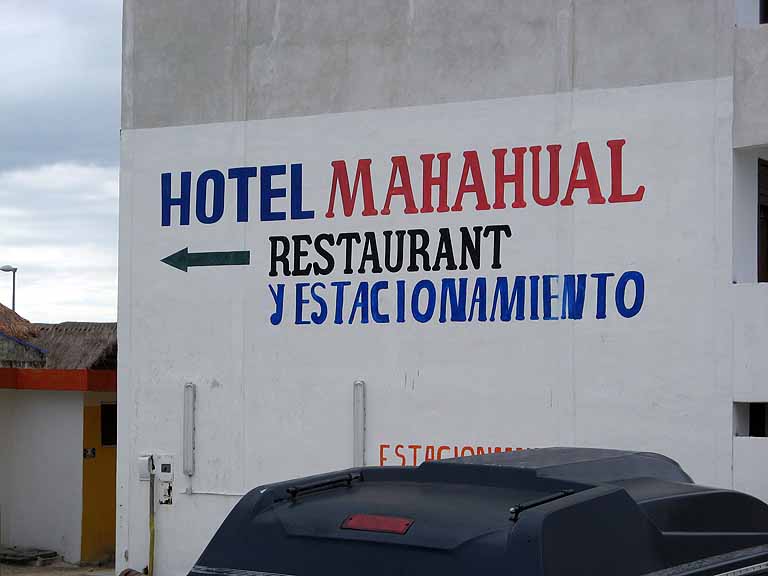 HOTEL MAHAHUAL
RESTAURANT
Y ESTACIONAMIENTO